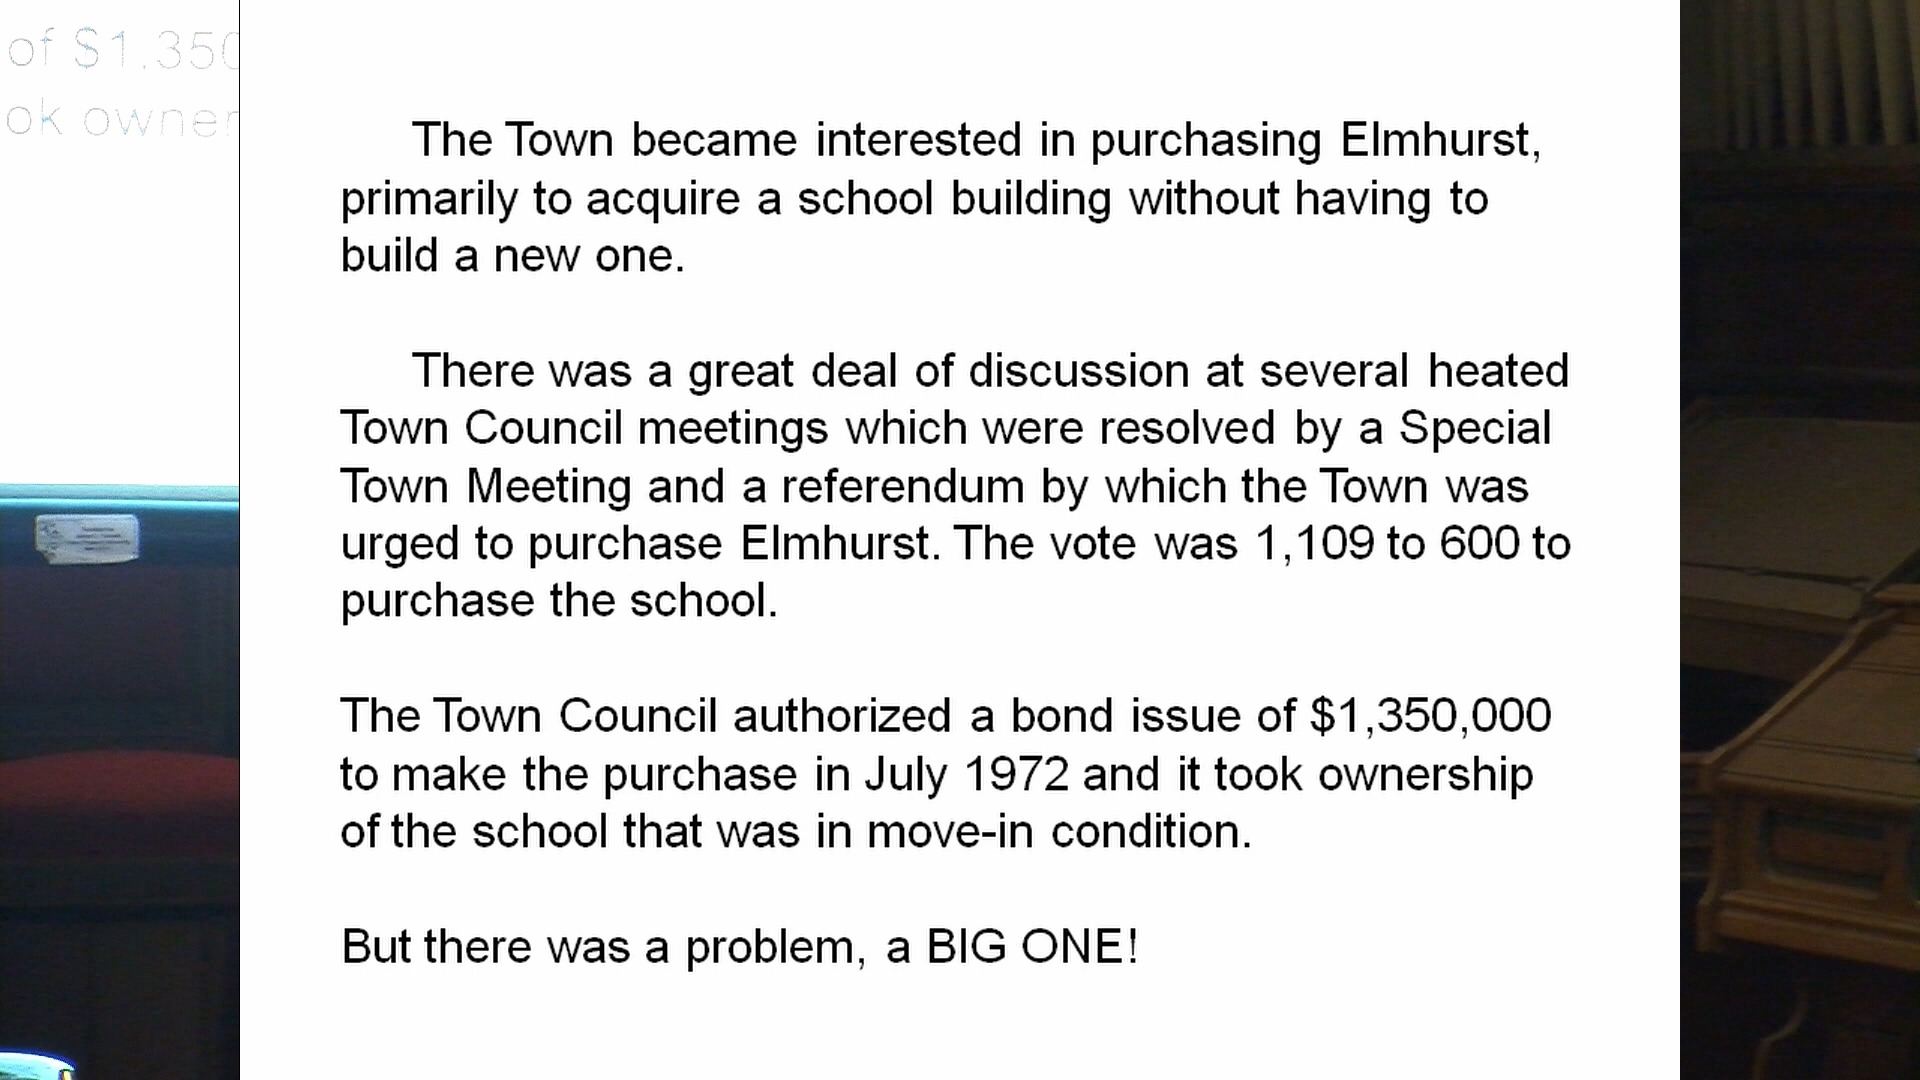 of $1.350
ok owner
The Town became interested in purchasing Elmhurst,
primarily to acquire a school building without having to
build a new one.
There was a great deal of discussion at several heated
Town Council meetings which were resolved by a Special
Town Meeting and a referendum by which the Town was
urged to purchase Elmhurst. The vote was 1,109 to 600 to
purchase the school.
The Town Council authorized a bond issue of $1,350,000
to make the purchase in July 1972 and it took ownership
of the school that was in move-in condition.
But there was a problem, a BIG ONE!